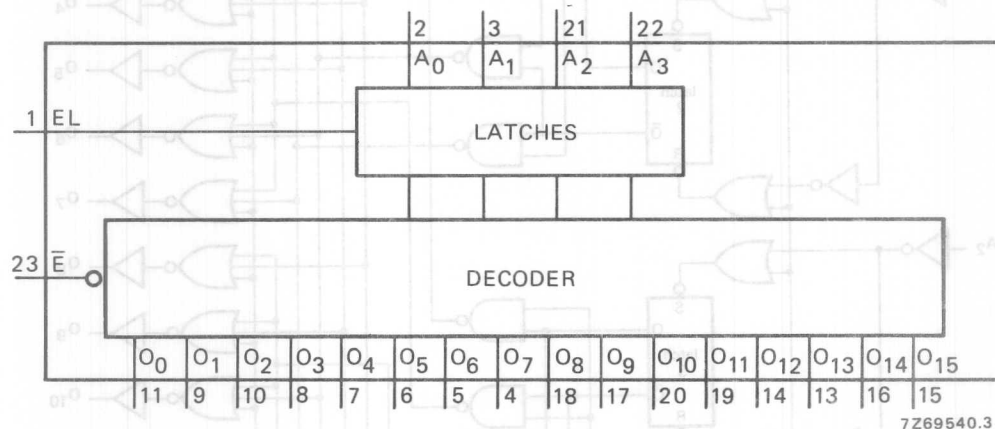 2 3 21 22
A0 A1 A2 A3
1 EL
LATCHES
23 E̅
DECODER
O0 O1 O2 O3 O4 O5 O6 O7 O8 O9 O10 O11 O12 O13 O14 O15
11 9 10 8 7 6 5 4 18 17 20 19 14 13 16 15
7Z69540.3